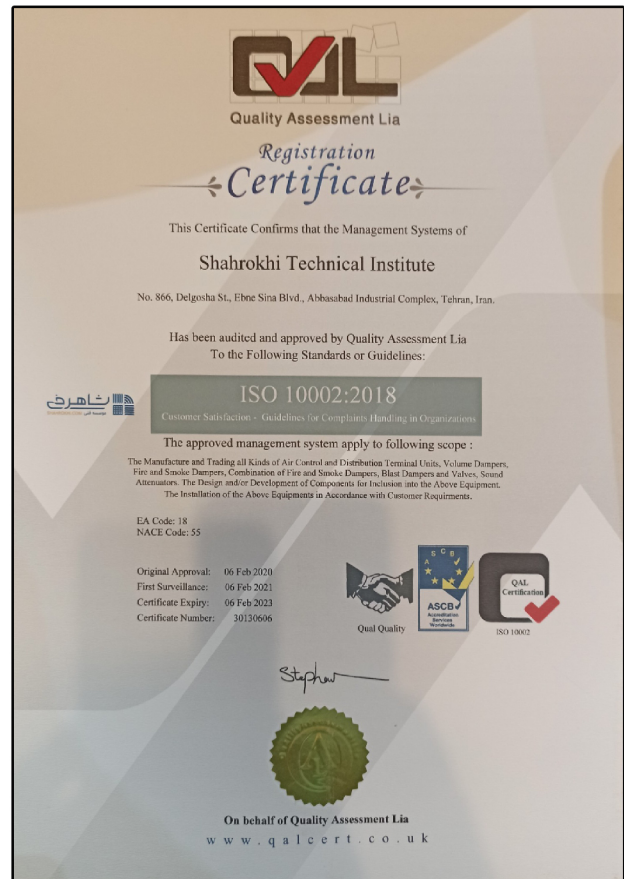 QAL
Quality Assessment Lia
Registration
Certificate
This Certificate Confirms that the Management Systems of
Shahrokhi Technical Institute
No. 866, Delgosha St., Ebne Sina Blvd., Abbasabad Industrial Complex, Tehran, Iran.
Has been audited and approved by Quality Assessment Lia
To the Following Standards or Guidelines:
شاهرخی
ISO 10002:2018
Customer Satisfaction - Guidelines for Complaints Handling in Organizations
The approved management system apply to following scope :
The Manufacture and Trading all Kinds of Air Control and Distribution Terminal Units, Volume Dampers,
Fire and Smoke Dampers, Combination of Fire and Smoke Dampers, Blast Dampers and Valves, Sound
Attenuators. The Design and/or Development of Components for Inclusion into the Above Equipment.
The Installation of the Above Equipments in Accordance with Customer Requirments.
EA Code: 18
NACE Code: 55
Original Approval: 06 Feb 2020
First Surveillance: 06 Feb 2021
Certificate Expiry: 06 Feb 2023
Certificate Number: 30130606
Qual Quality
ASCB
ASCB
Accreditation
Services
Worldwide
QAL
Certification
ISO 10002
On behalf of Quality Assessment Lia
www.qalcert.co.uk